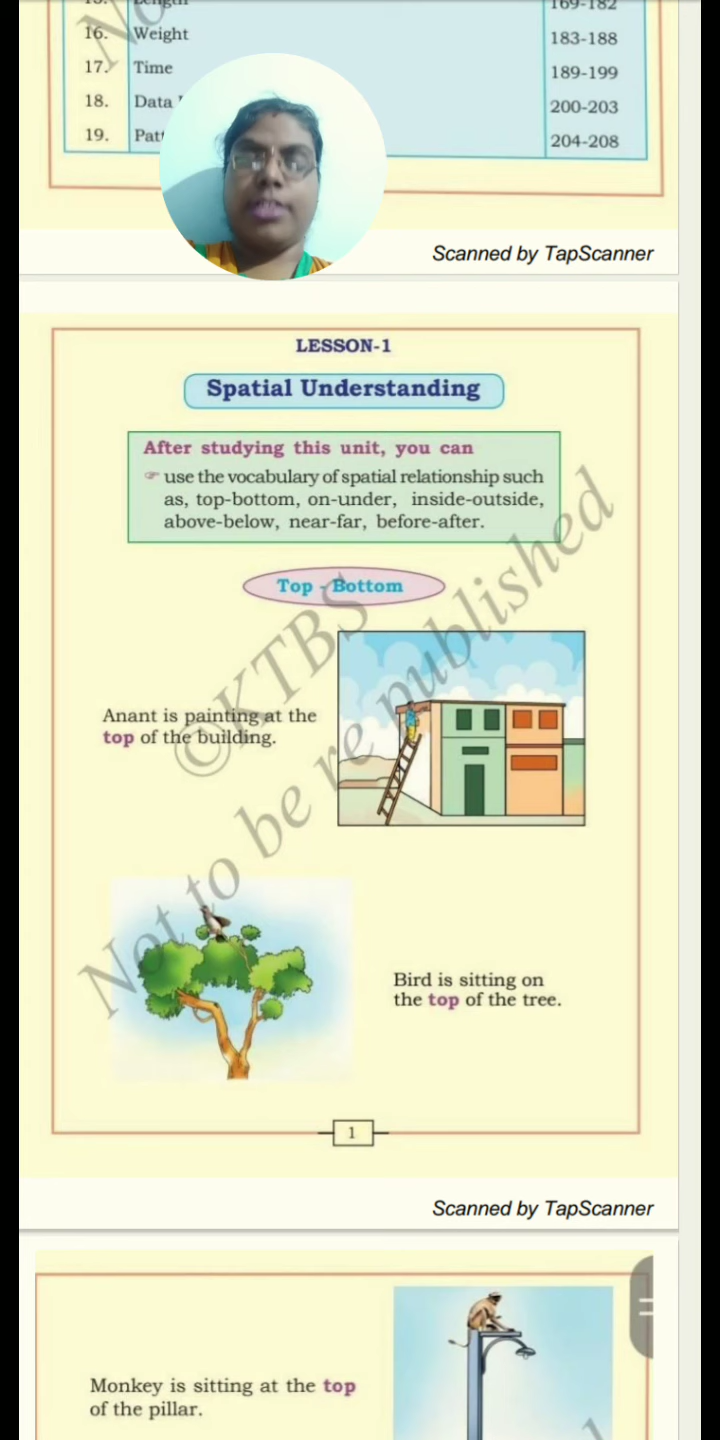 15. Length 169-182
16. Weight 183-188
17. Time 189-199
18. Data 200-203
19. 204-208
Scanned by TapScanner
LESSON-1
Spatial Understanding
After studying this unit, you can
☞ use the vocabulary of spatial relationship such
as, top-bottom, on-under, inside-outside,
above-below, near-far, before-after.
Top - Bottom
Anant is painting at the
top of the building.
Bird is sitting on
the top of the tree.
©KTBS
Not to be republished
1
Scanned by TapScanner
Monkey is sitting at the top
of the pillar.